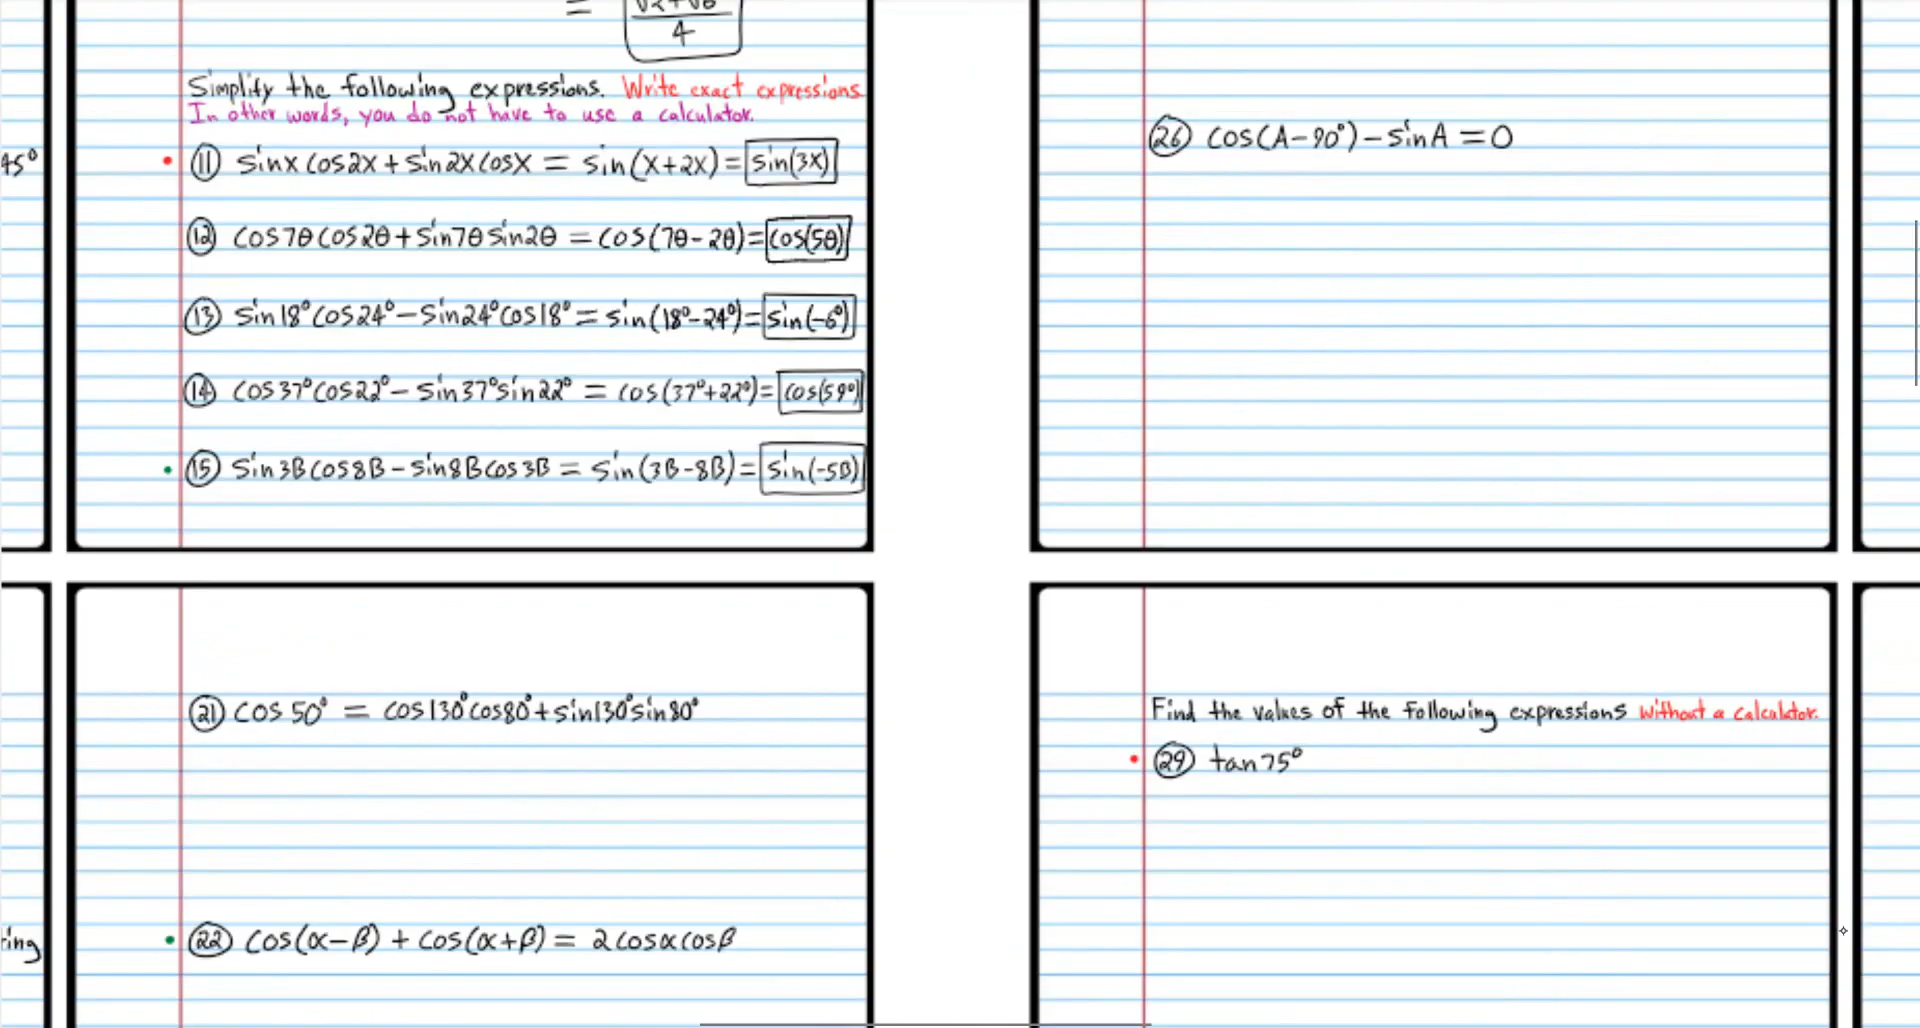 = √2+√6
4
Simplify the following expressions. Write exact expressions.
In other words, you do not have to use a calculator.
⑪ sinx cos2x + sin2x cosx = sin(x+2x) = sin(3x)
⑫ cos7θ cos2θ + sin7θ sin2θ = cos(7θ-2θ) = cos(5θ)
⑬ sin18° cos24° - sin24° cos18° = sin(18°-24°) = sin(-6°)
⑭ cos37° cos22° - sin37° sin22° = cos(37°+22°) = cos(59°)
⑮ sin3B cos8B - sin8B cos3B = sin(3B-8B) = sin(-5B)
45°
㉖ cos(A-90°) - sinA = 0
㉑ cos50° = cos130° cos80° + sin130° sin80°
㉒ cos(α-β) + cos(α+β) = 2cosα cosβ
ting
Find the values of the following expressions without a calculator.
㉙ tan75°